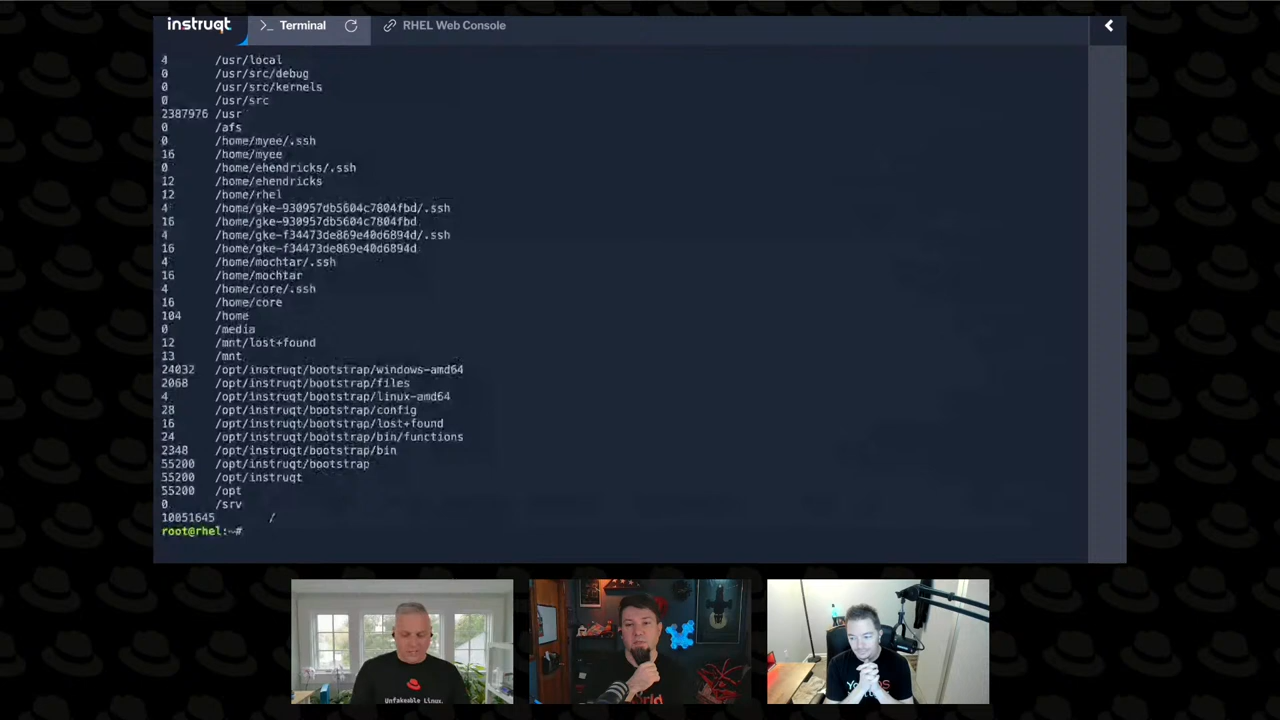 instruqt
>_ Terminal
RHEL Web Console
4 /usr/local
0 /usr/src/debug
0 /usr/src/kernels
0 /usr/src
2387976 /usr
0 /afs
0 /home/myee/.ssh
16 /home/myee
0 /home/ehendricks/.ssh
12 /home/ehendricks
12 /home/rhel
4 /home/gke-930957db5604c7804fbd/.ssh
16 /home/gke-930957db5604c7804fbd
4 /home/gke-f34473de869e40d6894d/.ssh
16 /home/gke-f34473de869e40d6894d
4 /home/mochtar/.ssh
16 /home/mochtar
4 /home/core/.ssh
16 /home/core
104 /home
0 /media
12 /mnt/lost+found
13 /mnt
24032 /opt/instruqt/bootstrap/windows-amd64
2068 /opt/instruqt/bootstrap/files
4 /opt/instruqt/bootstrap/linux-amd64
28 /opt/instruqt/bootstrap/config
16 /opt/instruqt/bootstrap/lost+found
24 /opt/instruqt/bootstrap/bin/functions
2348 /opt/instruqt/bootstrap/bin
55200 /opt/instruqt/bootstrap
55200 /opt/instruqt
55200 /opt
0 /srv
10051645 /
root@rhel:~#
Unfakeable Linux.